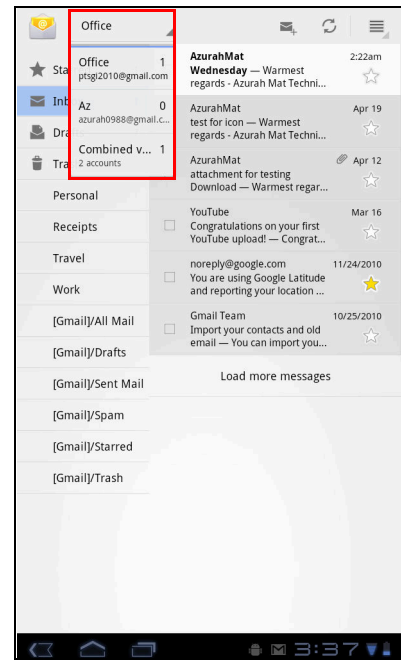 Office
Office 1
ptsgi2010@gmail.com
Az 0
azurah0988@gmail.c...
Combined v... 1
2 accounts
Sta
Inb
Dra
Tra
Personal
Receipts
Travel
Work
[Gmail]/All Mail
[Gmail]/Drafts
[Gmail]/Sent Mail
[Gmail]/Spam
[Gmail]/Starred
[Gmail]/Trash
AzurahMat 2:22am
Wednesday — Warmest
regards - Azurah Mat Techni...
AzurahMat Apr 19
test for icon — Warmest
regards - Azurah Mat Techni...
AzurahMat Apr 12
attachment for testing
Download — Warmest regar...
YouTube Mar 16
Congratulations on your first
YouTube upload! — Congrat...
noreply@google.com 11/24/2010
You are using Google Latitude
and reporting your location ...
Gmail Team 10/25/2010
Import your contacts and old
email — You can import you...
Load more messages
3:37